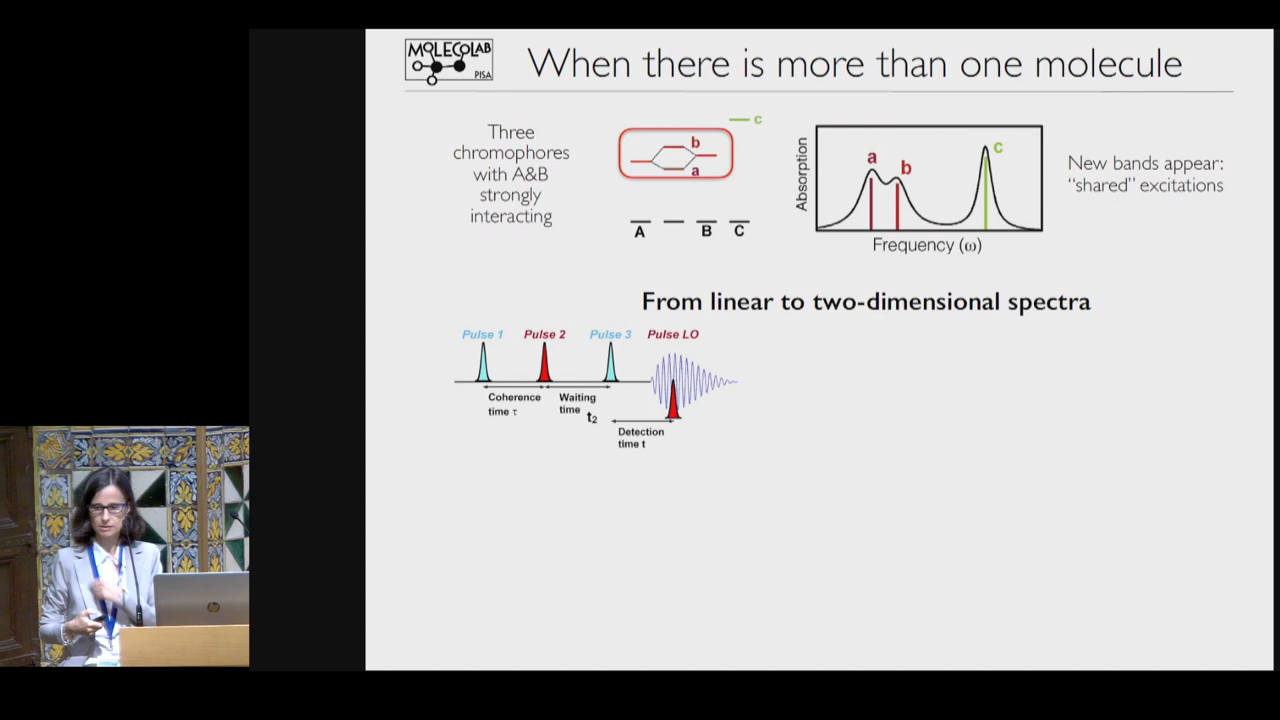 MOLECOLAB
PISA
When there is more than one molecule
Three
chromophores
with A&B
strongly
interacting
c
b
a
A B C
Absorption
a
b
c
Frequency (ω)
New bands appear:
“shared” excitations
From linear to two-dimensional spectra
Pulse 1 Pulse 2 Pulse 3 Pulse LO
Coherence
time τ
Waiting
time t₂
Detection
time t
hp